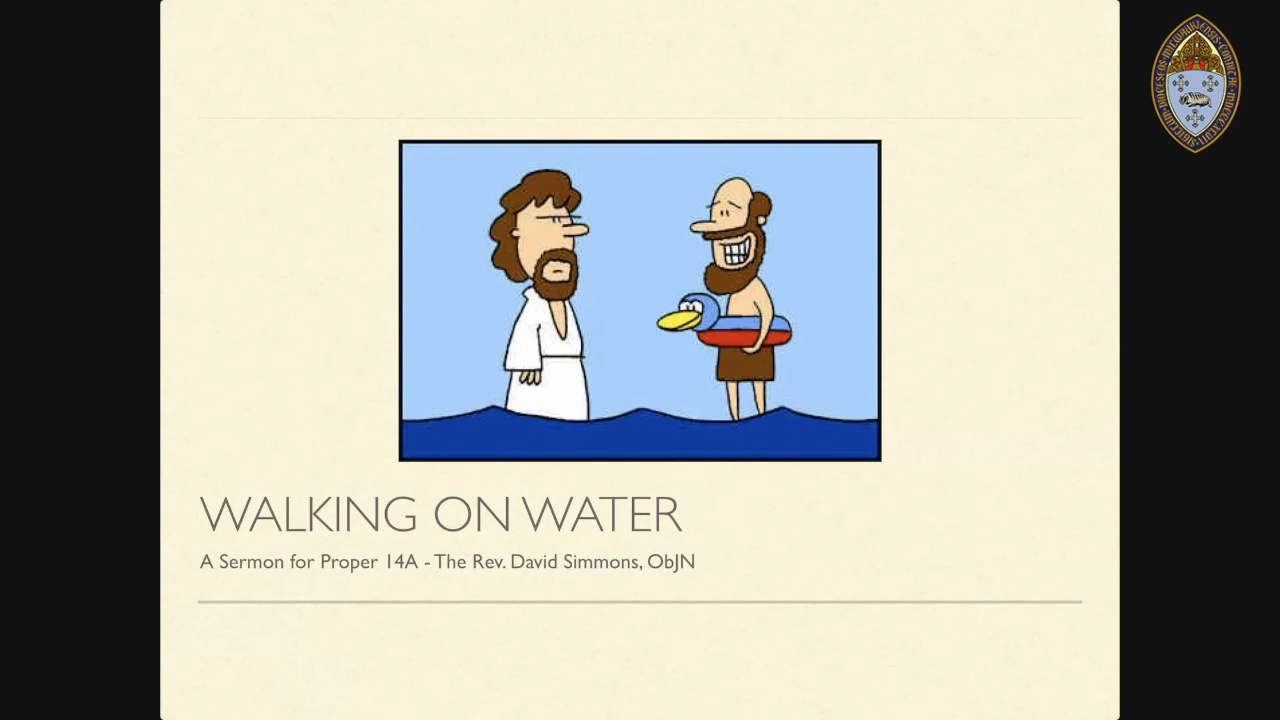 WALKING ON WATER
A Sermon for Proper 14A - The Rev. David Simmons, ObJN